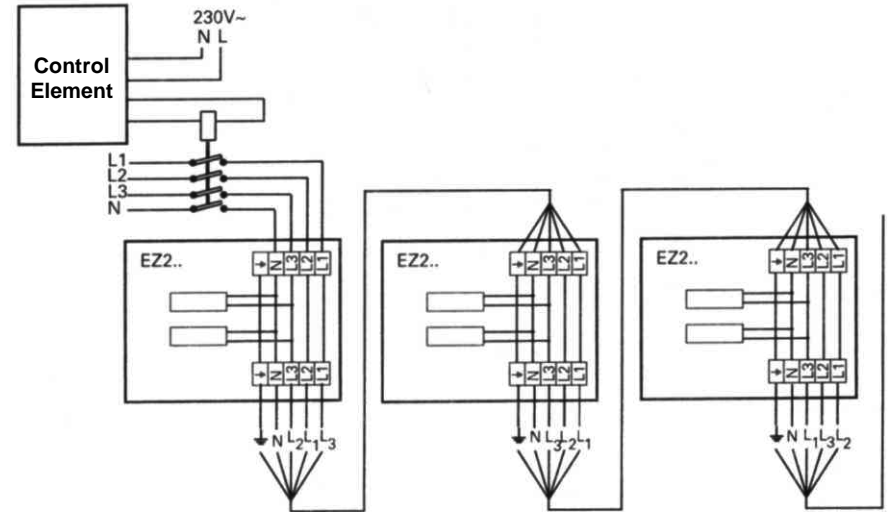 230V~
N L
Control
Element
L1
L2
L3
N
EZ2..
⏚ N L3 L2 L1
⏚ N L3 L2 L1
⏚ N L2 L1 L3
EZ2..
⏚ N L3 L2 L1
⏚ N L3 L2 L1
⏚ N L3 L2 L1
EZ2..
⏚ N L3 L2 L1
⏚ N L3 L2 L1
⏚ N L1 L3 L2